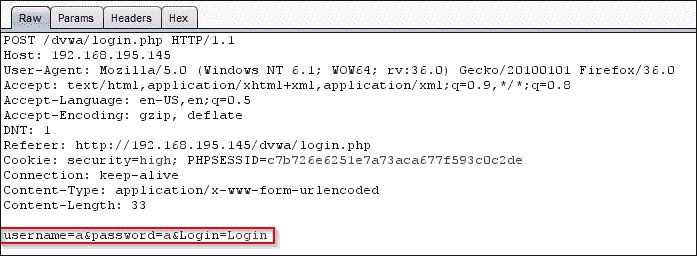 Raw Params Headers Hex
POST /dvwa/login.php HTTP/1.1
Host: 192.168.195.145
User-Agent: Mozilla/5.0 (Windows NT 6.1; WOW64; rv:36.0) Gecko/20100101 Firefox/36.0
Accept: text/html,application/xhtml+xml,application/xml;q=0.9,*/*;q=0.8
Accept-Language: en-US,en;q=0.5
Accept-Encoding: gzip, deflate
DNT: 1
Referer: http://192.168.195.145/dvwa/login.php
Cookie: security=high; PHPSESSID=c7b726e6251e7a73aca677f593c0c2de
Connection: keep-alive
Content-Type: application/x-www-form-urlencoded
Content-Length: 33
username=a&password=a&Login=Login